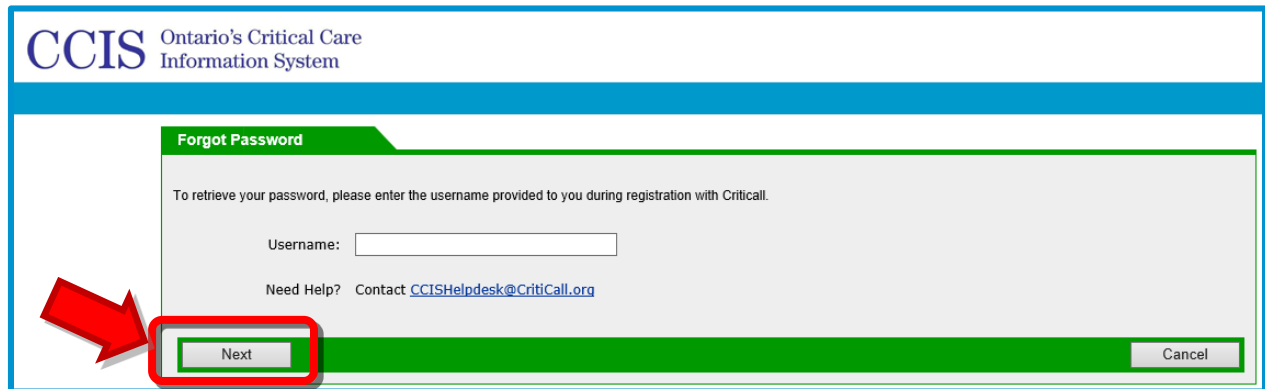 CCIS Ontario's Critical Care
Information System
Forgot Password
To retrieve your password, please enter the username provided to you during registration with Criticall.
Username:
Need Help? Contact CCISHelpdesk@CritiCall.org
Next Cancel